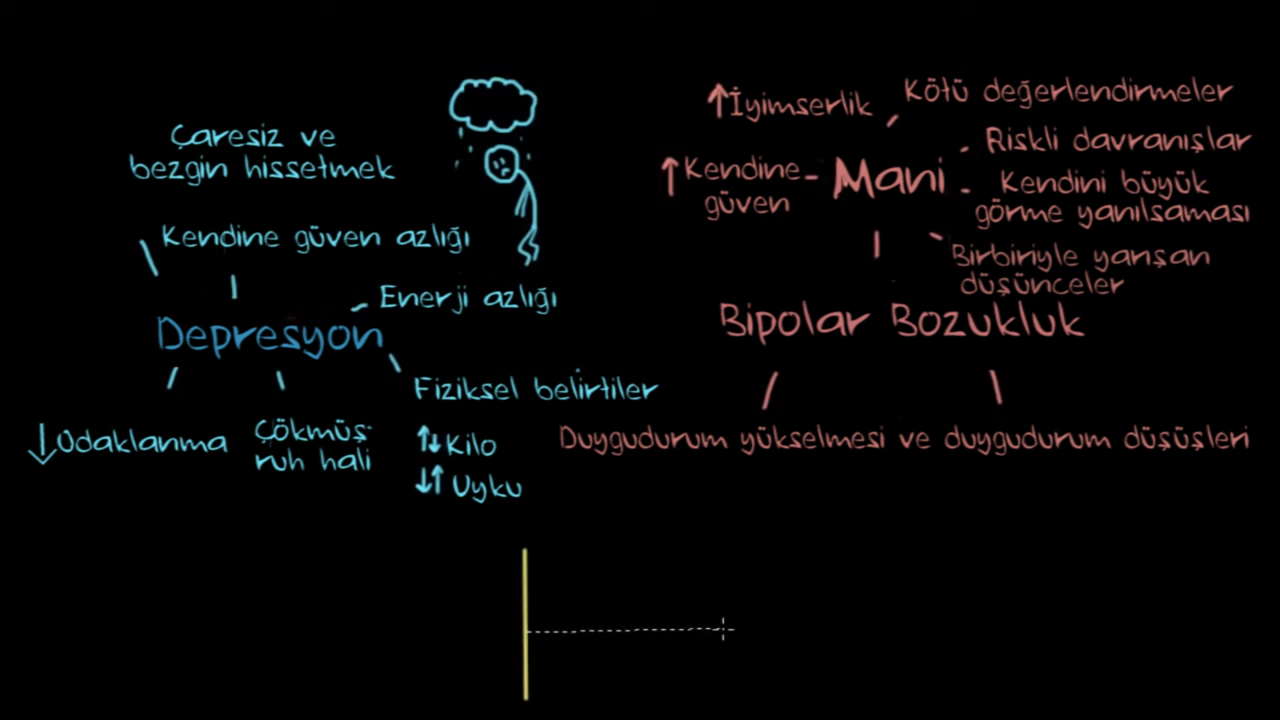 Çaresiz ve
bezgin hissetmek
Kendine güven azlığı
Enerji azlığı
Depresyon
Fiziksel belirtiler
↑↓ Kilo
↓↑ Uyku
↓Odaklanma
Çökmüş
ruh hali
↑İyimserlik
Kötü değerlendirmeler
Riskli davranışlar
↑Kendine
güven
Mani
Kendini büyük
görme yanılsaması
Birbiriyle yarışan
düşünceler
Bipolar Bozukluk
Duygudurum yükselmesi ve duygudurum düşüşleri